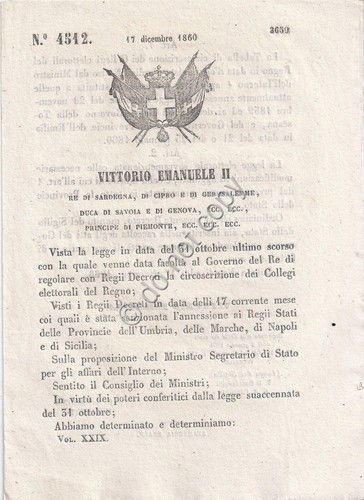 N.° 4512. 17 dicembre 1860 2659
VITTORIO EMANUELE II
RE DI SARDEGNA, DI CIPRO E DI GERUSALEMME,
DUCA DI SAVOIA E DI GENOVA, ECC. ECC.,
PRINCIPE DI PIEMONTE, ECC. ECC. ECC.
Vista la legge in data del 31 ottobre ultimo scorso
con la quale venne data facoltà al Governo del Re di
regolare con Regii Decreti la circoscrizione dei Collegi
elettorali del Regno;
Visti i Regii Decreti in data delli 17 corrente mese
coi quali è stata sanzionata l'annessione ai Regii Stati
delle Provincie dell'Umbria, delle Marche, di Napoli
e di Sicilia;
Sulla proposizione del Ministro Segretario di Stato
per gli affari dell'Interno;
Sentito il Consiglio dei Ministri;
In virtù dei poteri conferitici dalla legge suaccennata
del 31 ottobre;
Abbiamo determinato e determiniamo:
VOL. XXIX.